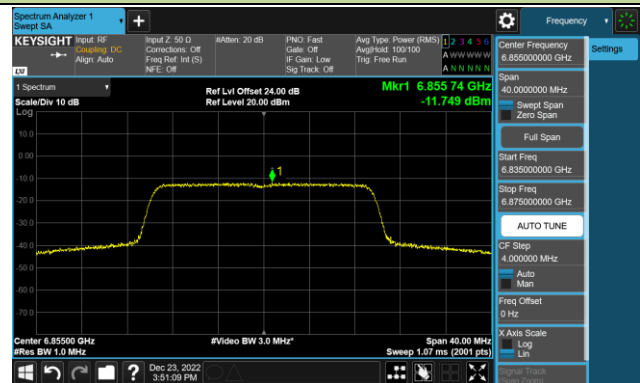 Spectrum Analyzer 1
Swept SA
Frequency
KEYSIGHT
Input: RF
Coupling: DC
Align: Auto
Input Z: 50 Ω
Corrections: Off
Freq Ref: Int (S)
NFE: Off
#Atten: 20 dB
PNO: Fast
Gate: Off
IF Gain: Low
Sig Track: Off
Avg Type: Power (RMS)
Avg|Hold: 100/100
Trig: Free Run
1 2 3 4 5 6
A W W W W W
A N N N N N
LXI
1 Spectrum
Scale/Div 10 dB
Log
Ref Lvl Offset 24.00 dB
Ref Level 20.00 dBm
Mkr1 6.855 74 GHz
-11.749 dBm
10.0
0.00
-10.0
-20.0
-30.0
-40.0
-50.0
-60.0
-70.0
1
Center 6.85500 GHz
#Res BW 1.0 MHz
#Video BW 3.0 MHz*
Span 40.00 MHz
Sweep 1.07 ms (2001 pts)
Dec 23, 2022
3:51:09 PM
Center Frequency
6.855000000 GHz
Settings
Span
40.0000000 MHz
Swept Span
Zero Span
Full Span
Start Freq
6.835000000 GHz
Stop Freq
6.875000000 GHz
AUTO TUNE
CF Step
4.000000 MHz
Auto
Man
Freq Offset
0 Hz
X Axis Scale
Log
Lin
Signal Track
(Span Zoom)